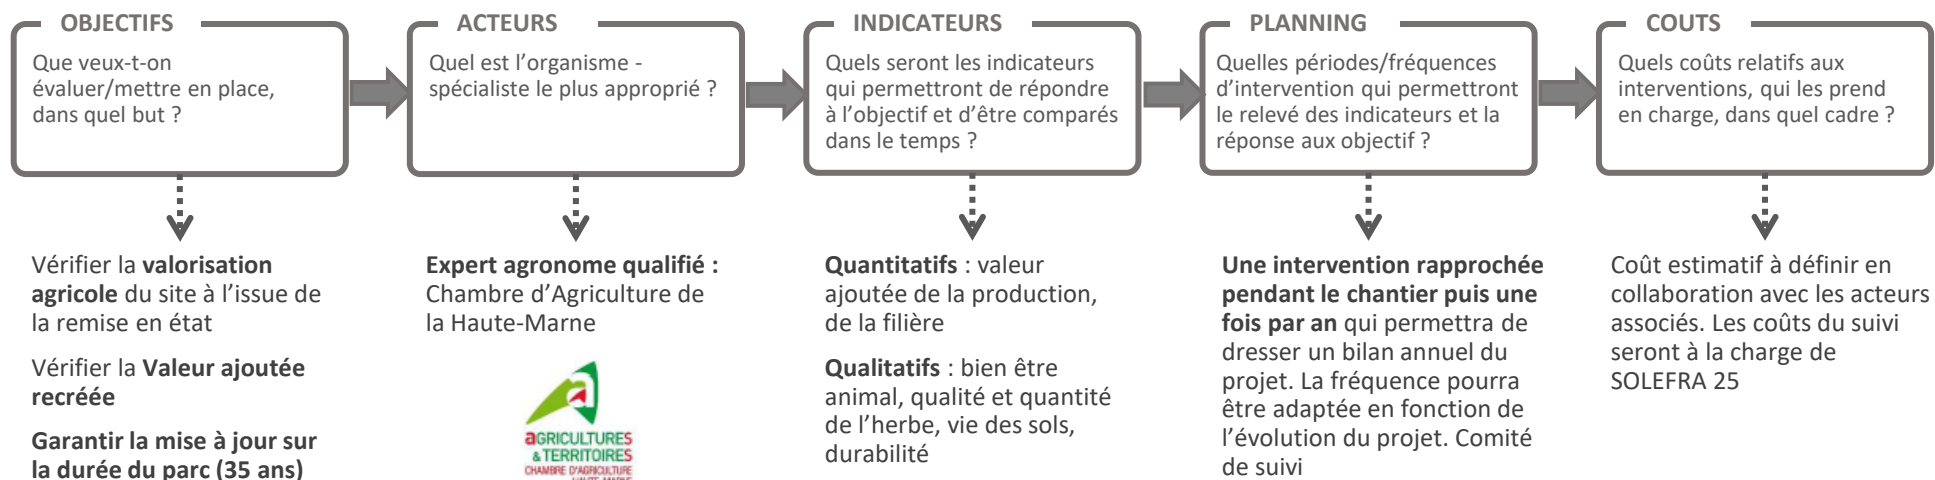 OBJECTIFS
Que veux-t-on
évaluer/mettre en place,
dans quel but ?
ACTEURS
Quel est l'organisme -
spécialiste le plus approprié ?
INDICATEURS
Quels seront les indicateurs
qui permettront de répondre
à l'objectif et d'être comparés
dans le temps ?
PLANNING
Quelles périodes/fréquences
d'intervention qui permettront
le relevé des indicateurs et la
réponse aux objectif ?
COUTS
Quels coûts relatifs aux
interventions, qui les prend
en charge, dans quel cadre ?
Vérifier la valorisation
agricole du site à l'issue de
la remise en état
Vérifier la Valeur ajoutée
recréée
Garantir la mise à jour sur
la durée du parc (35 ans)
Expert agronome qualifié :
Chambre d'Agriculture de
la Haute-Marne
aGRICULTURES
& TERRITOIRES
CHAMBRE D'AGRICULTURE
HAUTE-MARNE
Quantitatifs : valeur
ajoutée de la production,
de la filière
Qualitatifs : bien être
animal, qualité et quantité
de l'herbe, vie des sols,
durabilité
Une intervention rapprochée
pendant le chantier puis une
fois par an qui permettra de
dresser un bilan annuel du
projet. La fréquence pourra
être adaptée en fonction de
l'évolution du projet. Comité
de suivi
Coût estimatif à définir en
collaboration avec les acteurs
associés. Les coûts du suivi
seront à la charge de
SOLEFRA 25